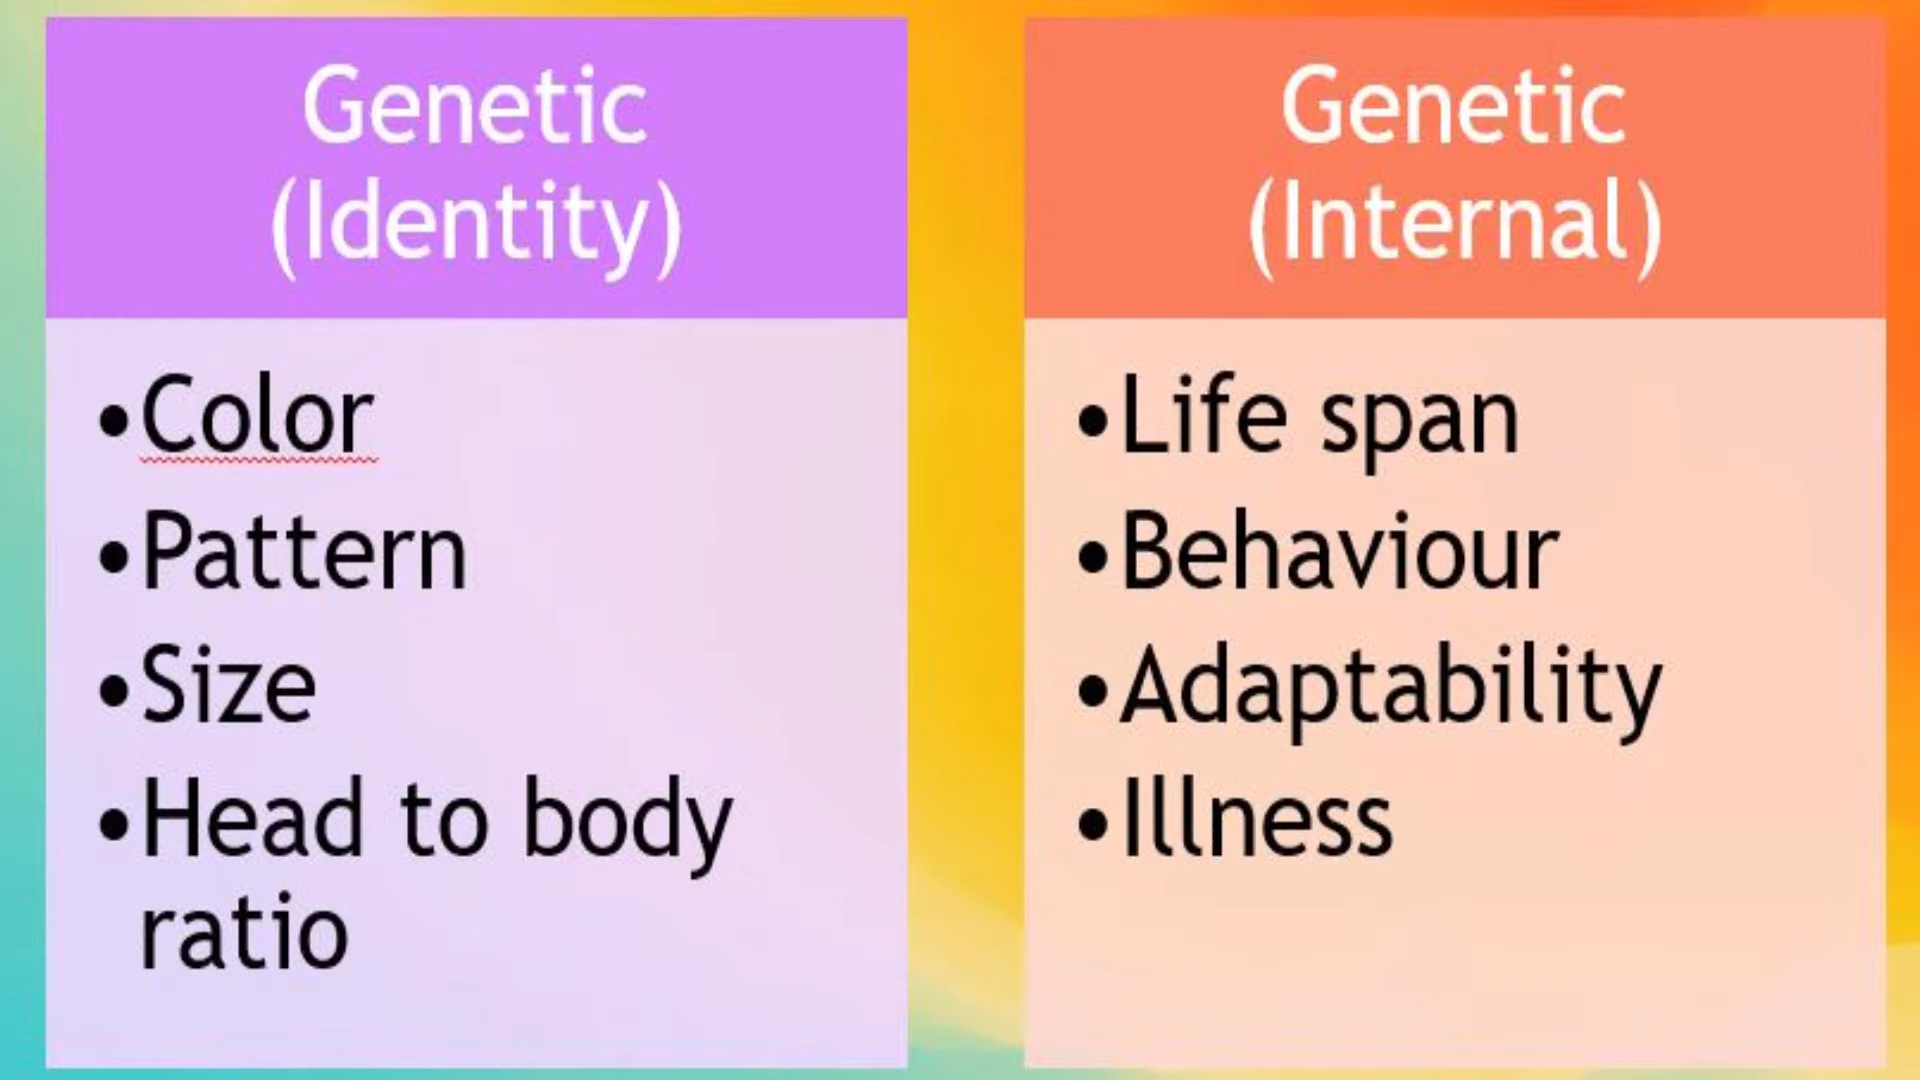 Genetic
(Identity)
•Color
•Pattern
•Size
•Head to body
ratio
Genetic
(Internal)
•Life span
•Behaviour
•Adaptability
•Illness